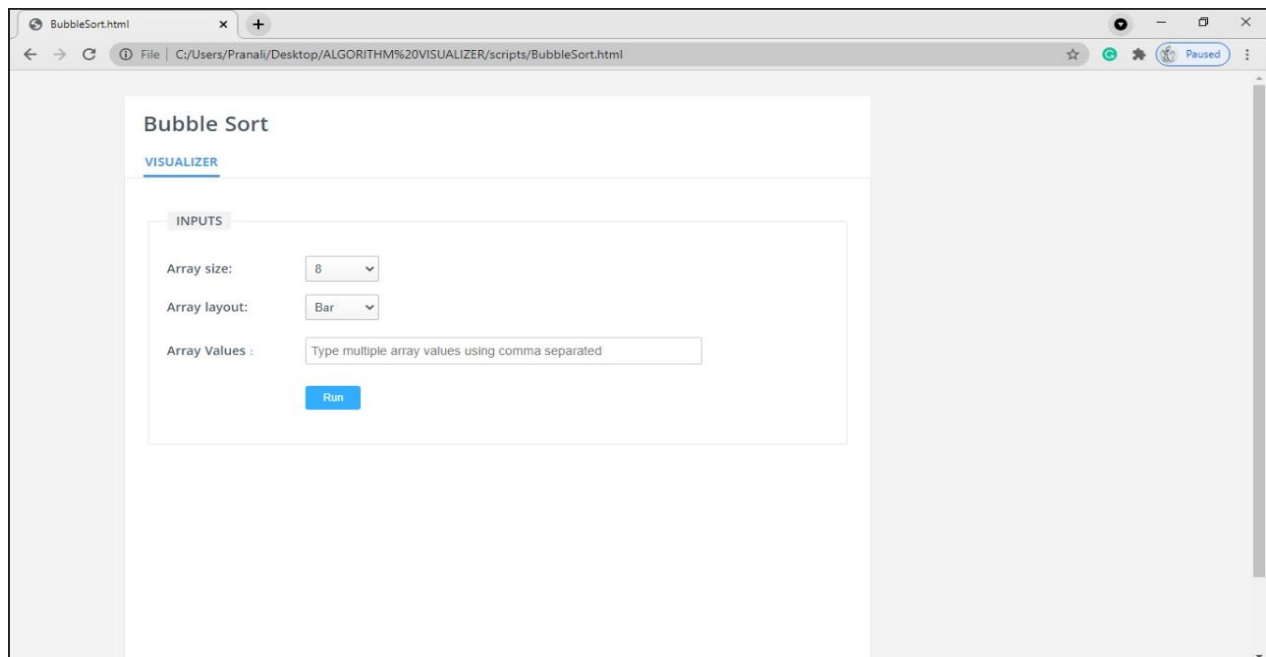 BubbleSort.html
File | C:/Users/Pranali/Desktop/ALGORITHM%20VISUALIZER/scripts/BubbleSort.html
Paused
Bubble Sort
VISUALIZER
INPUTS
Array size: 8
Array layout: Bar
Array Values : Type multiple array values using comma separated
Run